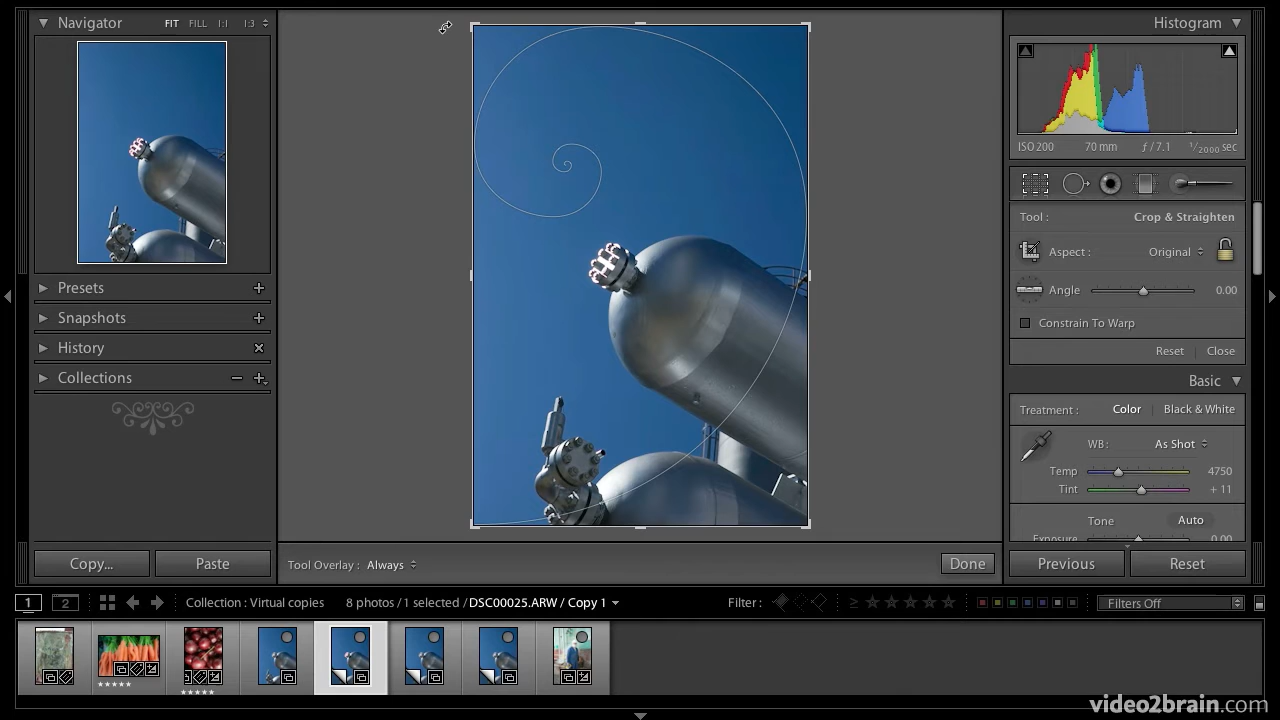 Navigator FIT FILL 1:1 1:3
Presets
Snapshots
History
Collections
Copy... Paste
Tool Overlay : Always Done
Histogram
ISO 200 70 mm ƒ / 7.1 1/2000 sec
Tool : Crop & Straighten
Aspect : Original
Angle 0.00
Constrain To Warp
Reset | Close
Basic
Treatment : Color | Black & White
WB : As Shot
Temp 4750
Tint + 11
Tone Auto
Exposure 0.00
Previous Reset
1 2 Collection : Virtual copies 8 photos / 1 selected / DSC00025.ARW / Copy 1 Filter : Filters Off
video2brain.com